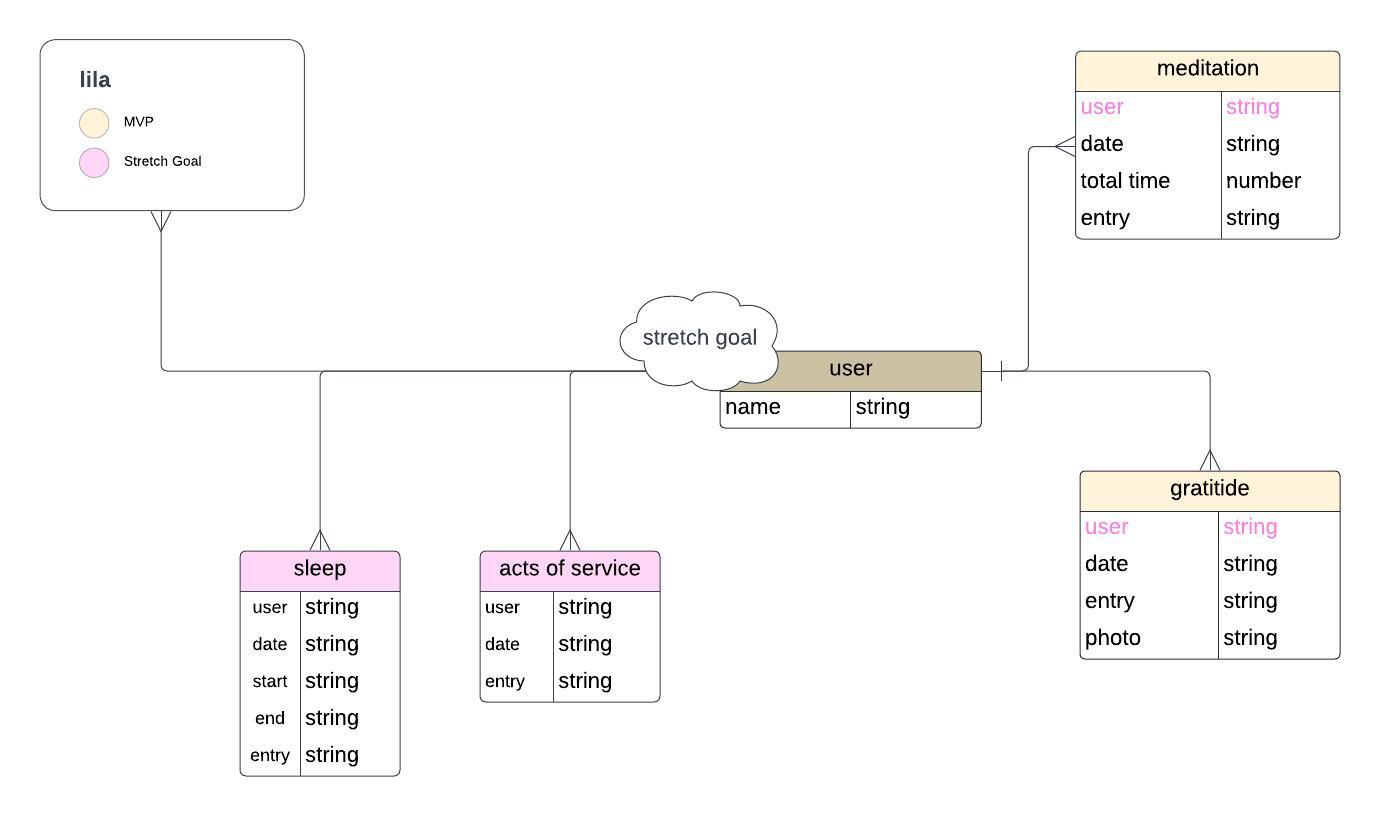 lila
MVP
Stretch Goal
meditation
user string
date string
total time number
entry string
stretch goal
user
name string
sleep
user string
date string
start string
end string
entry string
acts of service
user string
date string
entry string
gratitide
user string
date string
entry string
photo string